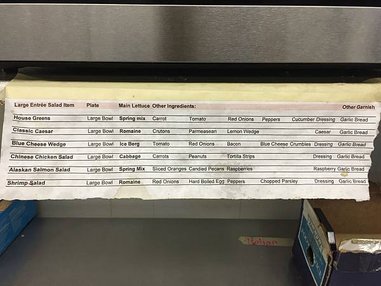 Large Entrée Salad Item Plate Main Lettuce Other Ingredients: Other Garnish
House Greens Large Bowl Spring mix Carrot Tomato Red Onions Peppers Cucumber Dressing Garlic Bread
Classic Caesar Large Bowl Romaine Crutons Parmeasean Lemon Wedge Caesar Garlic Bread
Blue Cheese Wedge Large Bowl Ice Berg Tomato Red Onions Bacon Blue Cheese Crumbles Dressing Garlic Bread
Chinese Chicken Salad Large Bowl Cabbage Carrots Peanuts Tortilla Strips Dressing Garlic Bread
Alaskan Salmon Salad Large Bowl Spring Mix Sliced Oranges Candied Pecans Raspberries Raspberry Garlic Bread
Shrimp Salad Large Bowl Romaine Red Onions Hard Boiled Egg Peppers Chopped Parsley Dressing Garlic Bread